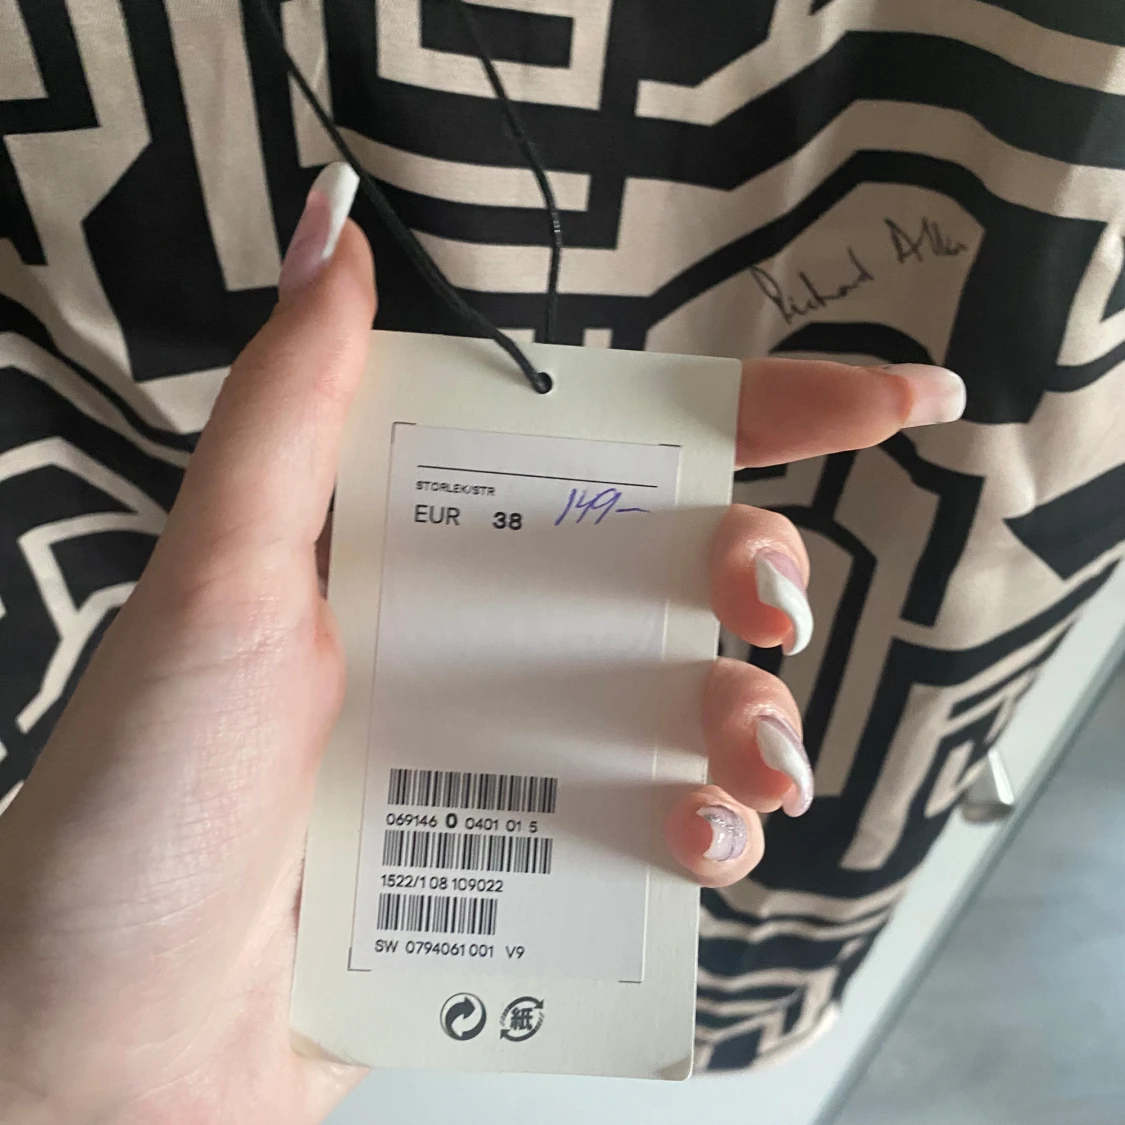 Richard Allan
STORLEK/STR
EUR 38 149–
069146 0 0401 01 5
1522/1 08 109022
SW 0794061 001 V9
紙